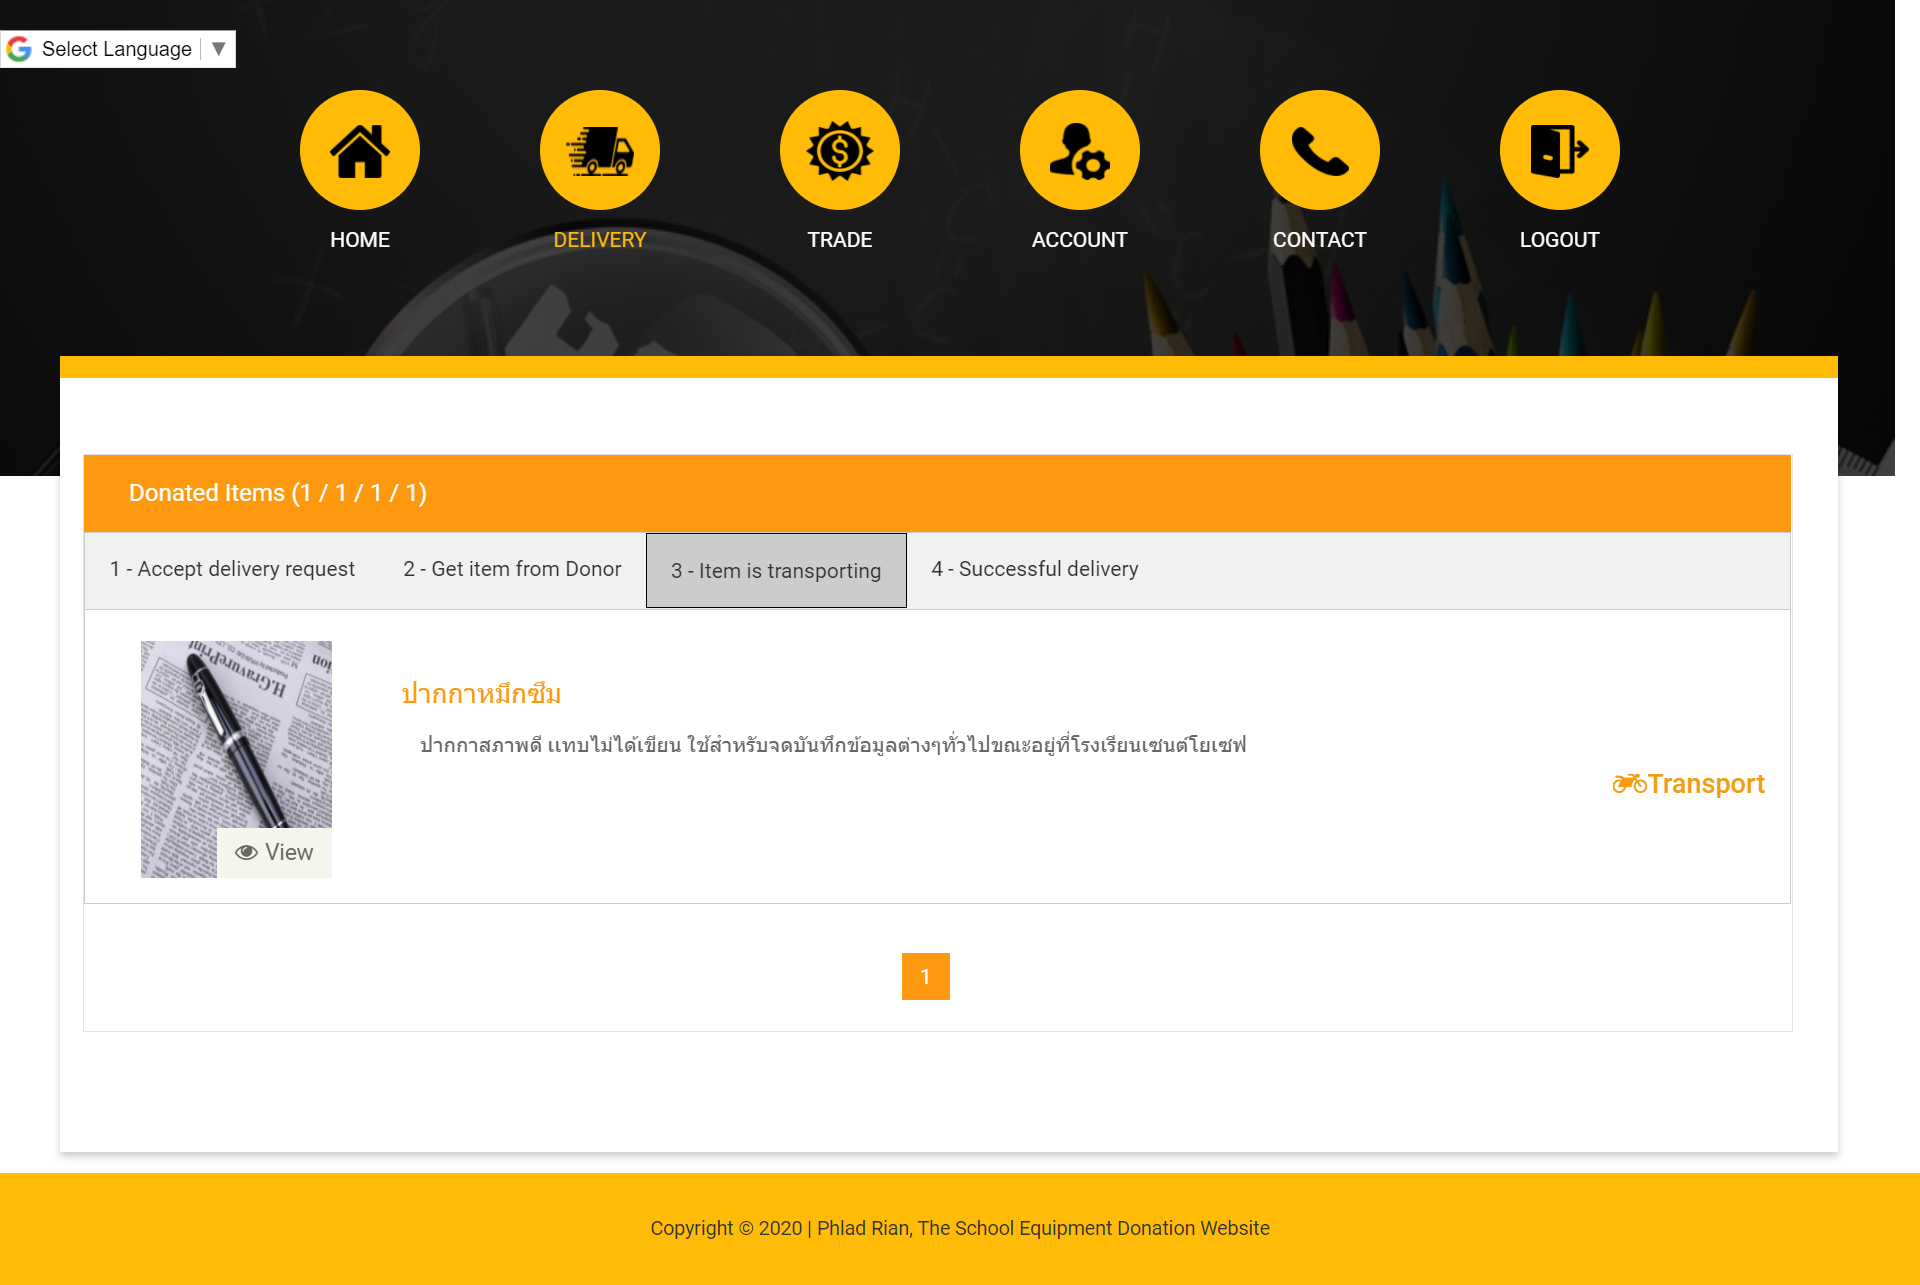 Select Language ▼
HOME
DELIVERY
TRADE
ACCOUNT
CONTACT
LOGOUT
Donated Items (1 / 1 / 1 / 1)
1 - Accept delivery request
2 - Get item from Donor
3 - Item is transporting
4 - Successful delivery
H.GravurePrint
ปากกาหมึกซึม
ปากกาสภาพดี แทบไม่ได้เขียน ใช้สำหรับจดบันทึกข้อมูลต่างๆทั่วไปขณะอยู่ที่โรงเรียนเซนต์โยเซฟ
Transport
View
1
Copyright © 2020 | Phlad Rian, The School Equipment Donation Website